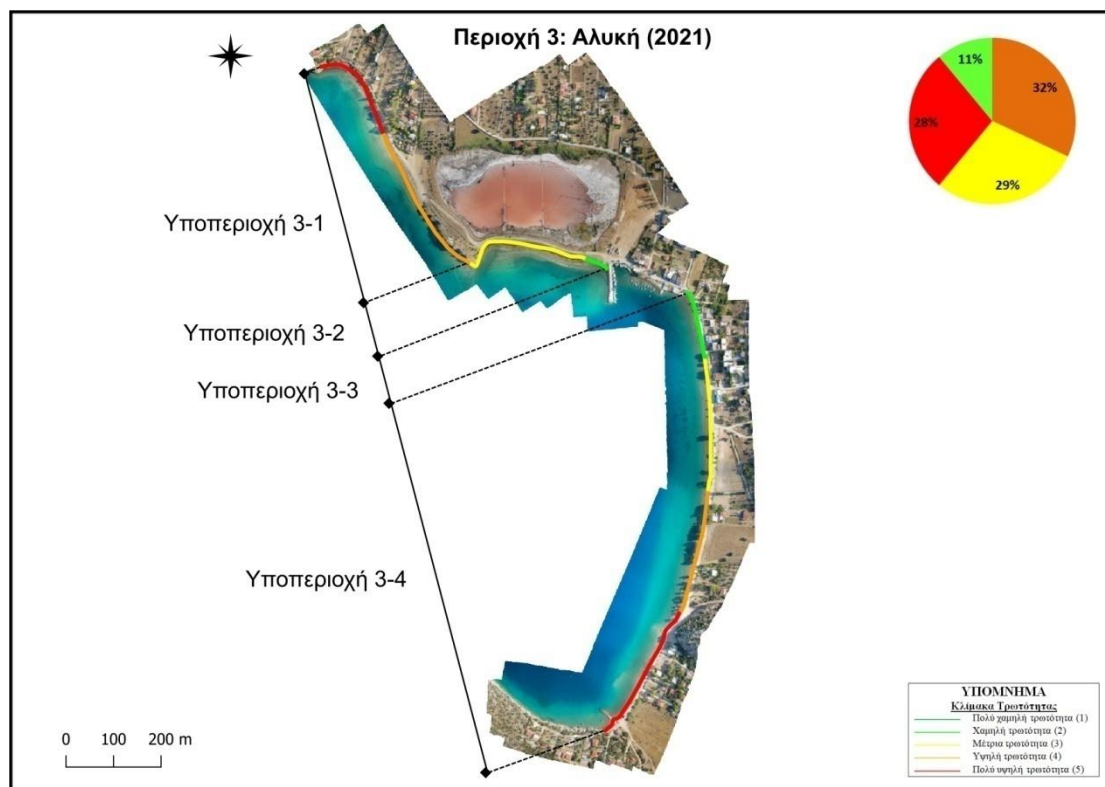 Περιοχή 3: Αλυκή (2021)
11%
32%
28%
29%
Υποπεριοχή 3-1
Υποπεριοχή 3-2
Υποπεριοχή 3-3
Υποπεριοχή 3-4
0 100 200 m
ΥΠΟΜΝΗΜΑ
Κλίμακα Τρωτότητας
Πολύ χαμηλή τρωτότητα (1)
Χαμηλή τρωτότητα (2)
Μέτρια τρωτότητα (3)
Υψηλή τρωτότητα (4)
Πολύ υψηλή τρωτότητα (5)